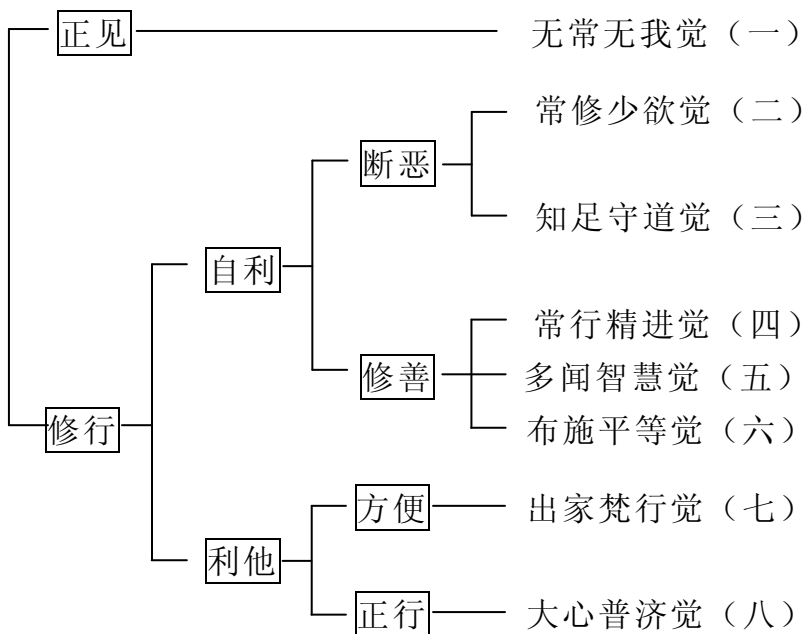 正见 无常无我觉（一）
常修少欲觉（二）
断恶
知足守道觉（三）
自利
常行精进觉（四）
修善 多闻智慧觉（五）
修行 布施平等觉（六）
方便 出家梵行觉（七）
利他
正行 大心普济觉（八）